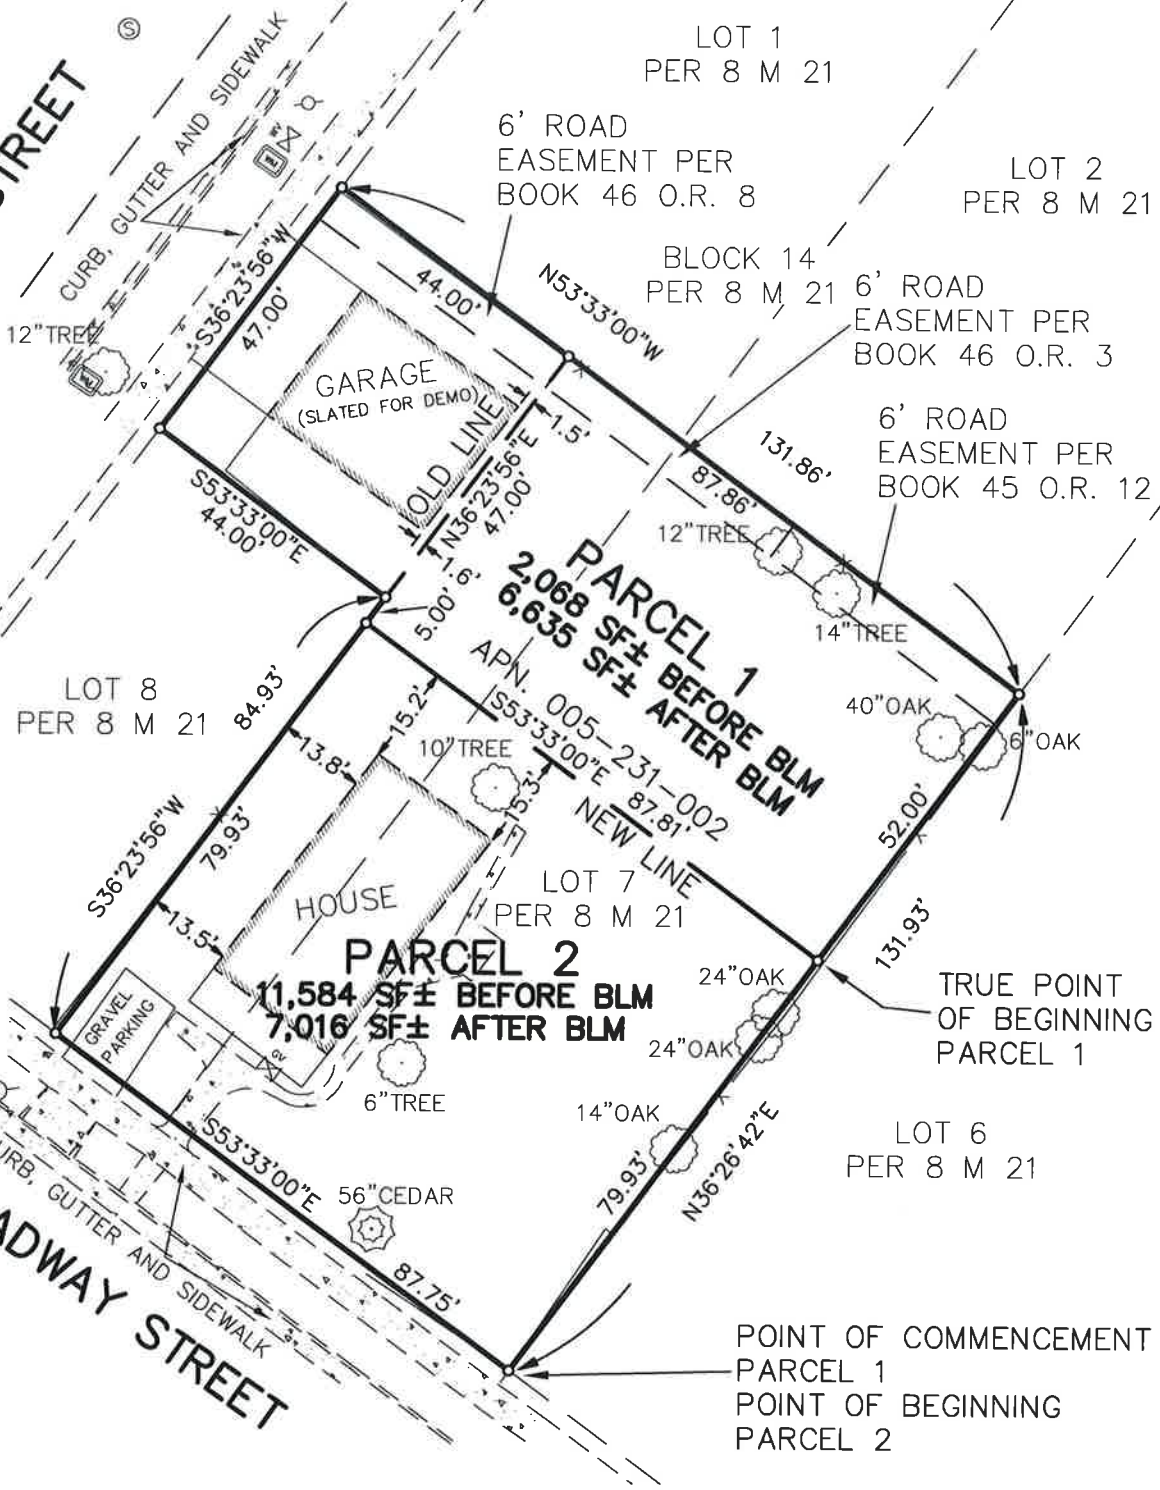 S
STREET
CURB, GUTTER AND SIDEWALK
WV
12"TREE
LOT 1
PER 8 M 21
LOT 2
PER 8 M 21
6' ROAD
EASEMENT PER
BOOK 46 O.R. 8
BLOCK 14
PER 8 M 21
6' ROAD
EASEMENT PER
BOOK 46 O.R. 3
6' ROAD
EASEMENT PER
BOOK 45 O.R. 12
S36°23'56"W
47.00'
44.00'
N53°33'00"W
131.86'
87.86'
GARAGE
(SLATED FOR DEMO)
OLD LINE
1.5'
N36°23'56"E
47.00'
1.6'
S53°33'00"E
44.00'
5.00'
12"TREE
14"TREE
PARCEL 1
2,068 SF± BEFORE BLM
6,635 SF± AFTER BLM
APN. 005-231-002
40"OAK
6"OAK
LOT 8
PER 8 M 21
84.93'
S36°23'56"W
79.93'
15.2'
13.8'
10"TREE
S53°33'00"E 87.81'
15.3'
NEW LINE
52.00'
131.93'
LOT 7
PER 8 M 21
HOUSE
13.5'
PARCEL 2
11,584 SF± BEFORE BLM
7,016 SF± AFTER BLM
24"OAK
TRUE POINT
OF BEGINNING
PARCEL 1
GRAVEL
PARKING
GV
24"OAK
6"TREE
14"OAK
LOT 6
PER 8 M 21
N36°26'42"E
79.93'
S53°33'00"E
87.75'
56"CEDAR
URB, GUTTER AND SIDEWALK
ADWAY STREET
POINT OF COMMENCEMENT
PARCEL 1
POINT OF BEGINNING
PARCEL 2